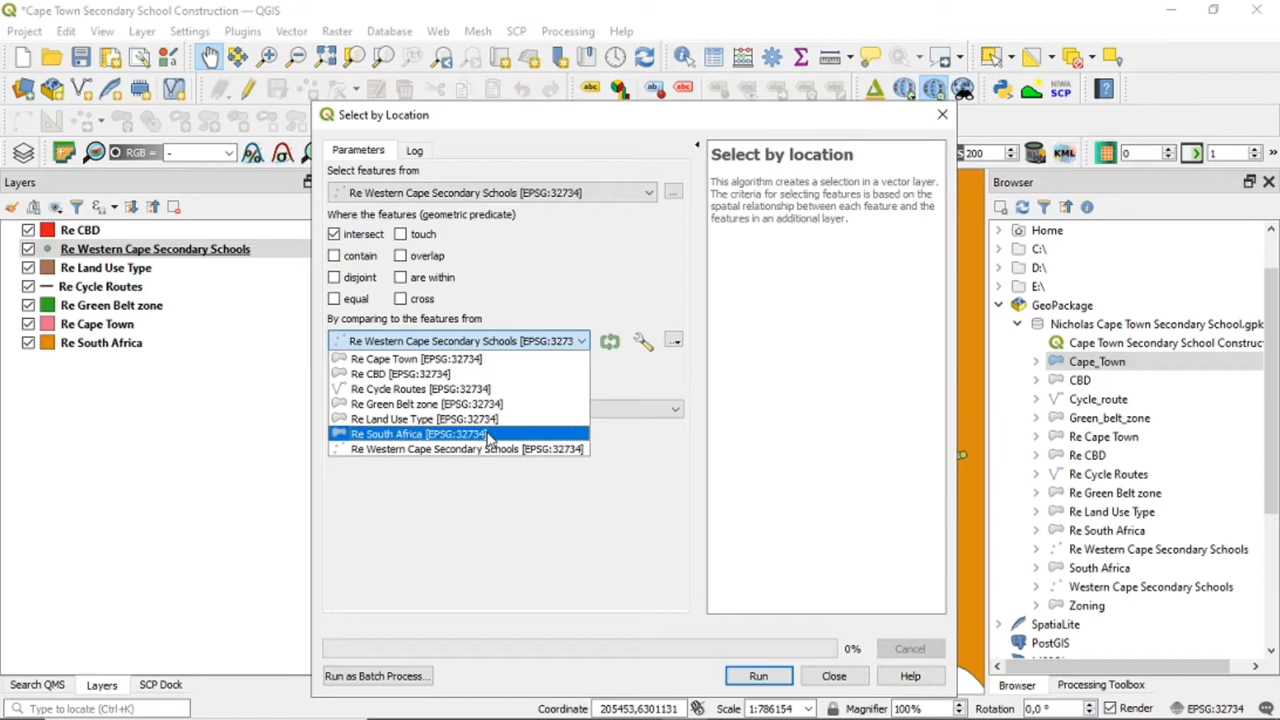 *Cape Town Secondary School Construction — QGIS
Project Edit View Layer Settings Plugins Vector Raster Database Web Mesh SCP Processing Help
abc abc abc
NIWA
SCP
RGB = - 200 KML 0 1 »
Select by Location
Parameters Log
Select features from
Re Western Cape Secondary Schools [EPSG:32734] ...
Where the features (geometric predicate)
intersect touch
contain overlap
disjoint are within
equal cross
By comparing to the features from
Re Western Cape Secondary Schools [EPSG:3273
Re Cape Town [EPSG:32734]
Re CBD [EPSG:32734]
Re Cycle Routes [EPSG:32734]
Re Green Belt zone [EPSG:32734]
Re Land Use Type [EPSG:32734]
Re South Africa [EPSG:32734]
Re Western Cape Secondary Schools [EPSG:32734]
Select by location
This algorithm creates a selection in a vector layer.
The criteria for selecting features is based on the
spatial relationship between each feature and the
features in an additional layer.
0% Cancel
Run as Batch Process... Run Close Help
Layers
Re CBD
Re Western Cape Secondary Schools
Re Land Use Type
Re Cycle Routes
Re Green Belt zone
Re Cape Town
Re South Africa
Browser
Home
C:\
D:\
E:\
GeoPackage
Nicholas Cape Town Secondary School.gpk
Cape Town Secondary School Construc
Cape_Town
CBD
Cycle_route
Green_belt_zone
Re Cape Town
Re CBD
Re Cycle Routes
Re Green Belt zone
Re Land Use Type
Re South Africa
Re Western Cape Secondary Schools
South Africa
Western Cape Secondary Schools
Zoning
SpatiaLite
PostGIS
Search QMS Layers SCP Dock
Browser Processing Toolbox
Type to locate (Ctrl+K) Coordinate 205453,6301131 Scale 1:786154 Magnifier 100% Rotation 0,0 ° Render EPSG:32734